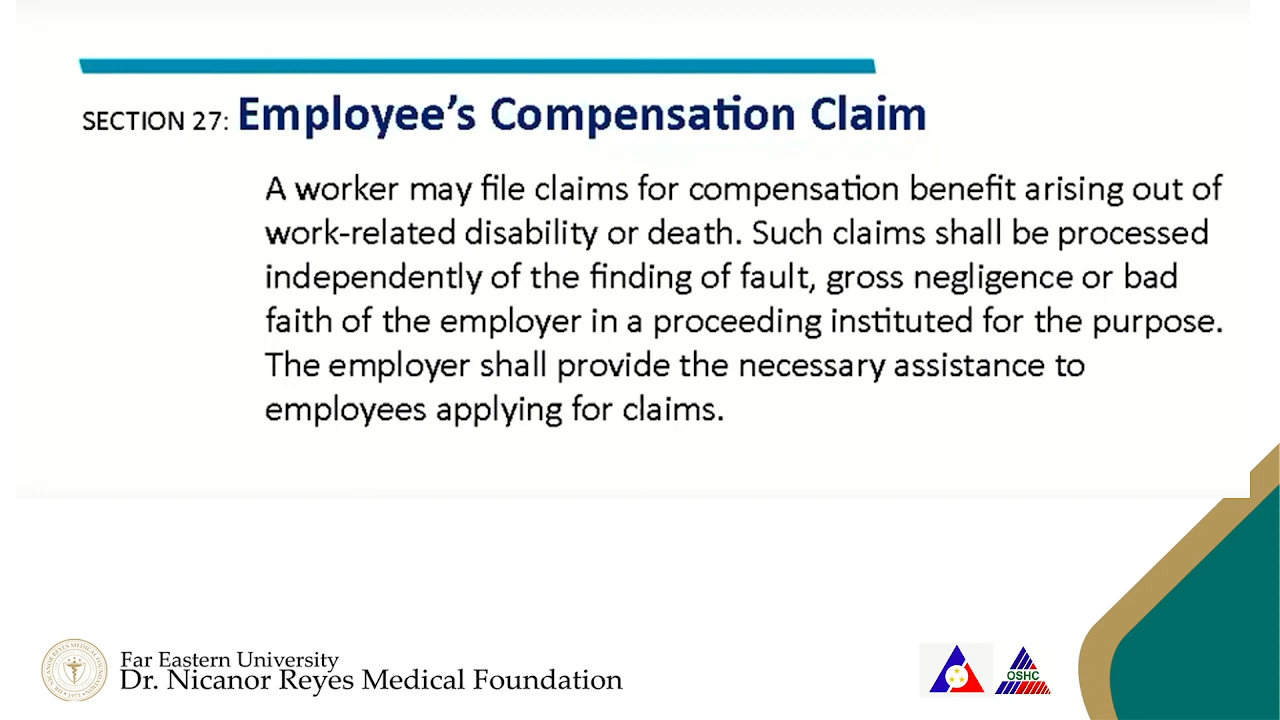 SECTION 27: Employee's Compensation Claim
A worker may file claims for compensation benefit arising out of
work-related disability or death. Such claims shall be processed
independently of the finding of fault, gross negligence or bad
faith of the employer in a proceeding instituted for the purpose.
The employer shall provide the necessary assistance to
employees applying for claims.
Far Eastern University
Dr. Nicanor Reyes Medical Foundation
OSHC